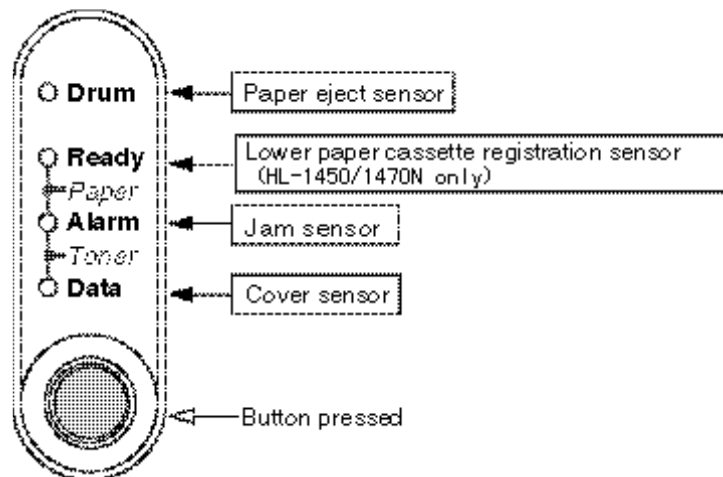 Drum
Paper eject sensor
Ready
Lower paper cassette registration sensor
(HL-1450/1470N only)
Paper
Alarm
Jam sensor
Toner
Data
Cover sensor
Button pressed